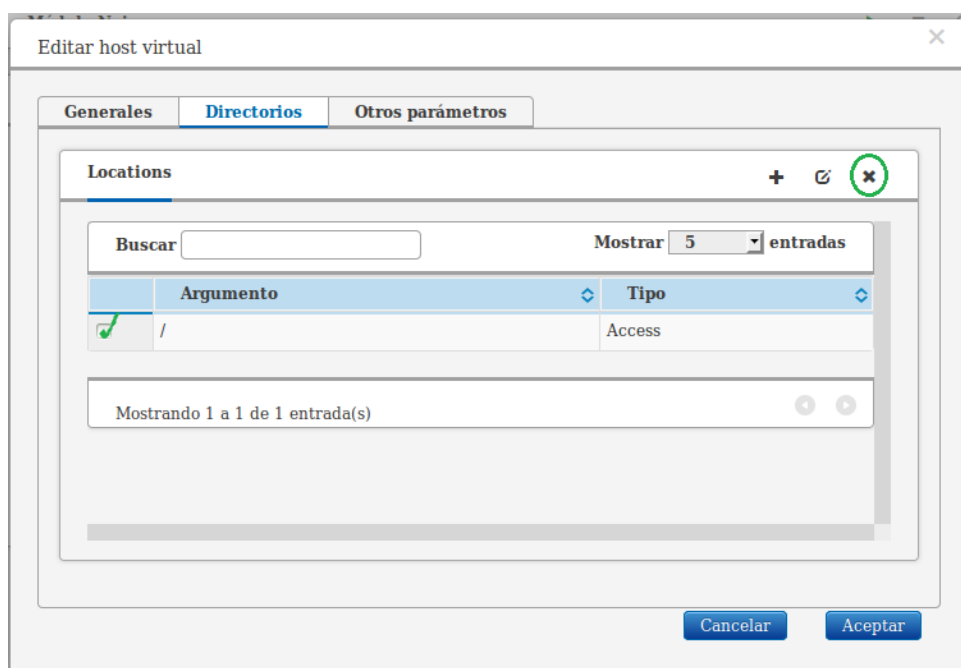 Editar host virtual
Generales Directorios Otros parámetros
Locations
Buscar Mostrar 5 entradas
Argumento Tipo
/ Access
Mostrando 1 a 1 de 1 entrada(s)
Cancelar Aceptar